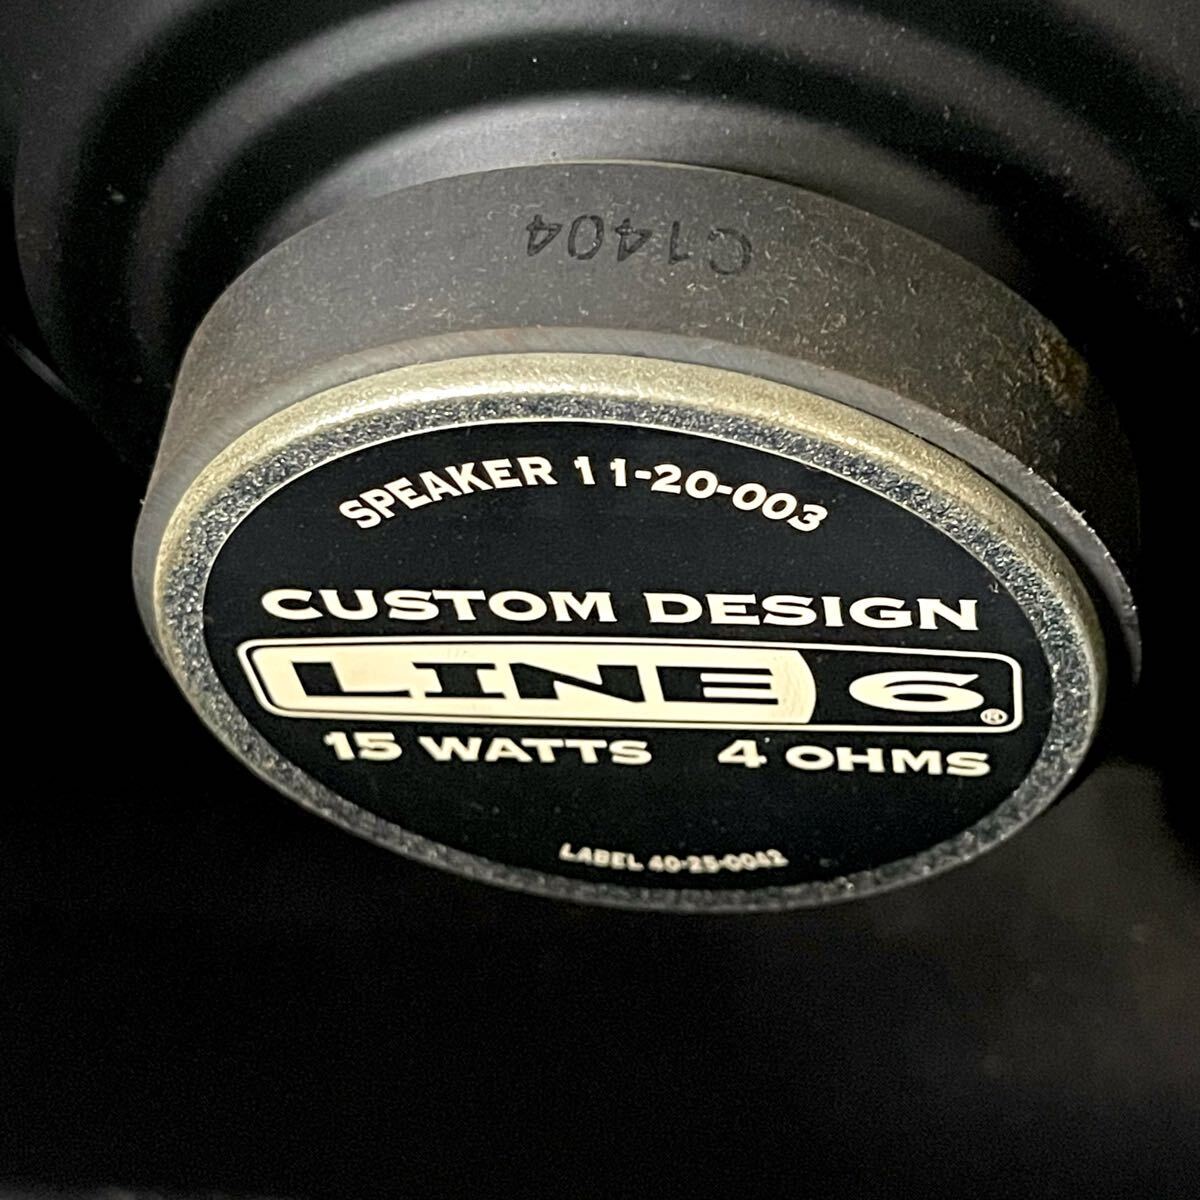 C1404
SPEAKER 11-20-003
CUSTOM DESIGN
LINE 6®
15 WATTS 4 OHMS
LABEL 40-25-0042